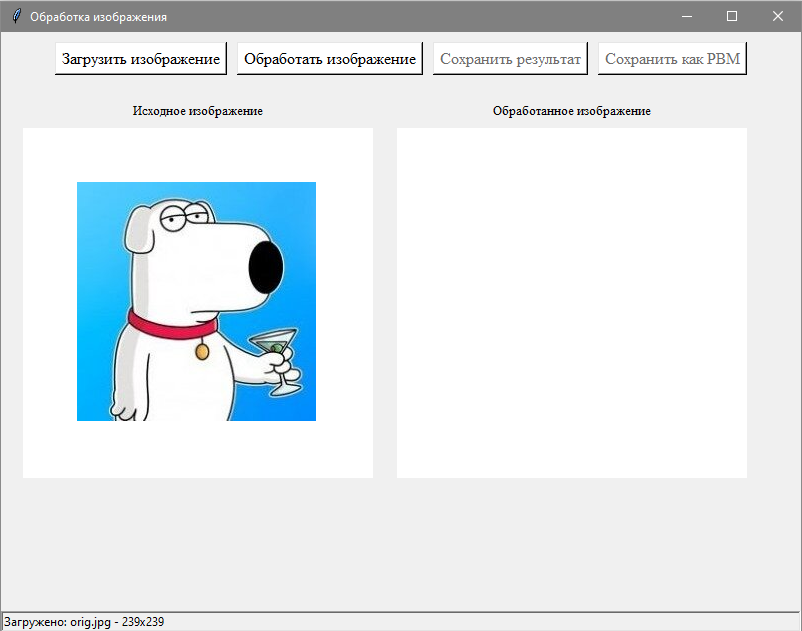 Обработка изображения
Загрузить изображение Обработать изображение Сохранить результат Сохранить как PBM
Исходное изображение Обработанное изображение
Загружено: orig.jpg - 239x239